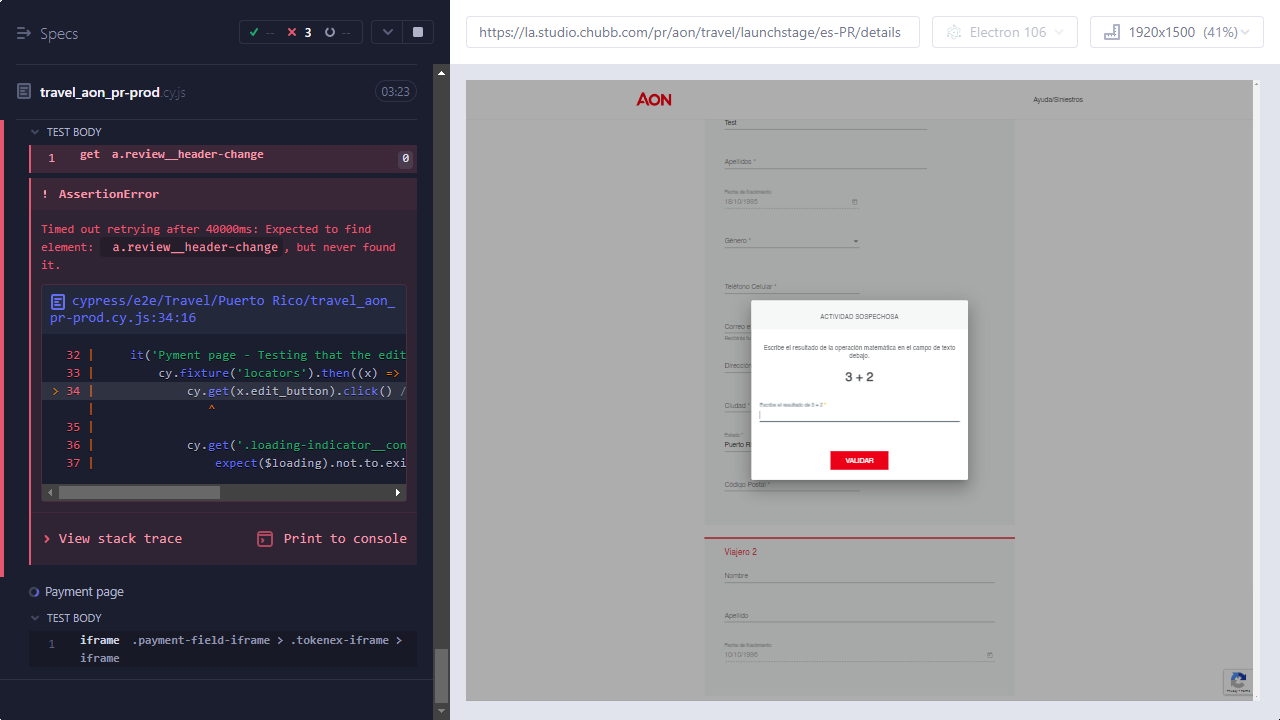 Specs
-- 3 --
travel_aon_pr-prod.cy.js 03:23
TEST BODY
1 get a.review__header-change 0
! AssertionError
Timed out retrying after 40000ms: Expected to find
element: a.review__header-change, but never found
it.
cypress/e2e/Travel/Puerto Rico/travel_aon_
pr-prod.cy.js:34:16
32 | it('Pyment page - Testing that the edit
33 | cy.fixture('locators').then((x) =>
> 34 | cy.get(x.edit_button).click() /
| ^
35 |
36 | cy.get('.loading-indicator__con
37 | expect($loading).not.to.exi
> View stack trace
Print to console
Payment page
TEST BODY
1 iframe .payment-field-iframe > .tokenex-iframe >
iframe
https://la.studio.chubb.com/pr/aon/travel/launchstage/es-PR/details
Electron 106
1920x1500 (41%)
AON
Ayuda/Siniestros
Test
Apellidos *
Fecha de Nacimiento
Género *
Teléfono Celular *
Correo e
Dirección
Ciudad *
Estado *
Puerto Ri
Código Postal *
ACTIVIDAD SOSPECHOSA
Escribe el resultado de la operación matemática en el campo de texto
debajo.
3 + 2
Escribe el resultado de 3 + 2 *
VALIDAR
Viajero 2
Nombre
Apellido
Fecha de Nacimiento
10/10/1995